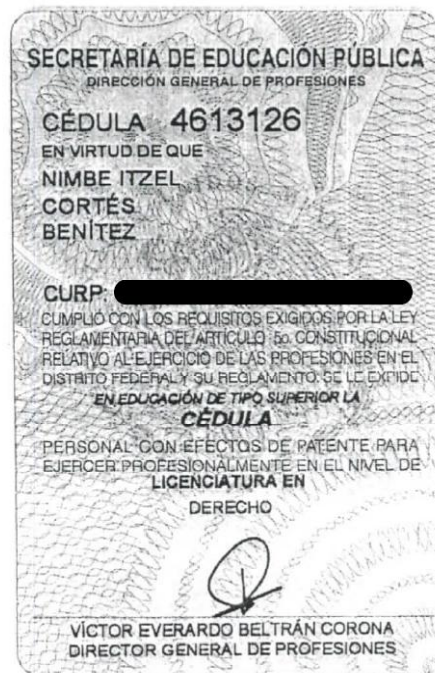 SECRETARÍA DE EDUCACIÓN PÚBLICA
DIRECCIÓN GENERAL DE PROFESIONES
CÉDULA 4613126
EN VIRTUD DE QUE
NIMBE ITZEL
CORTÉS
BENÍTEZ
CURP:
CUMPLIÓ CON LOS REQUISITOS EXIGIDOS POR LA LEY
REGLAMENTARIA DEL ARTÍCULO 5o. CONSTITUCIONAL
RELATIVO AL EJERCICIO DE LAS PROFESIONES EN EL
DISTRITO FEDERAL Y SU REGLAMENTO SE LE EXPIDE
EN EDUCACIÓN DE TIPO SUPERIOR LA
CÉDULA
PERSONAL CON EFECTOS DE PATENTE PARA
EJERCER PROFESIONALMENTE EN EL NIVEL DE
LICENCIATURA EN
DERECHO
VÍCTOR EVERARDO BELTRÁN CORONA
DIRECTOR GENERAL DE PROFESIONES